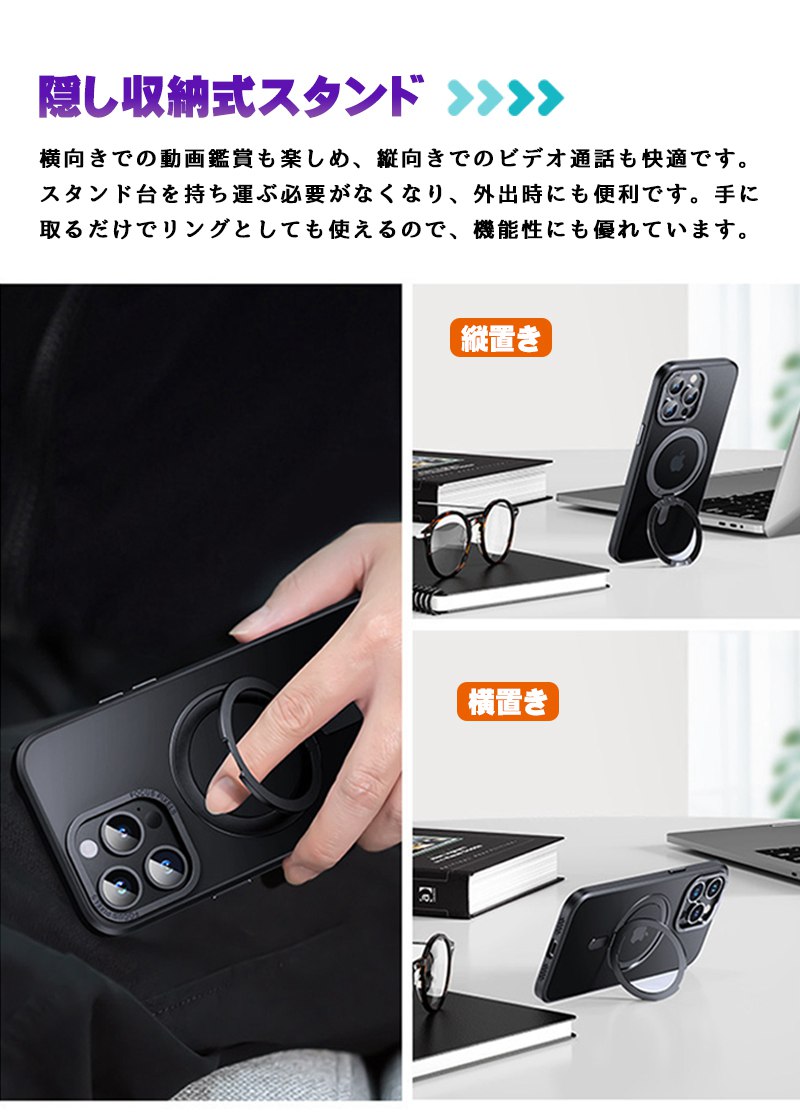 隠し収納式スタンド
横向きでの動画鑑賞も楽しめ、縦向きでのビデオ通話も快適です。
スタンド台を持ち運ぶ必要がなくなり、外出時にも便利です。手に
取るだけでリングとしても使えるので、機能性にも優れています。
縦置き
横置き